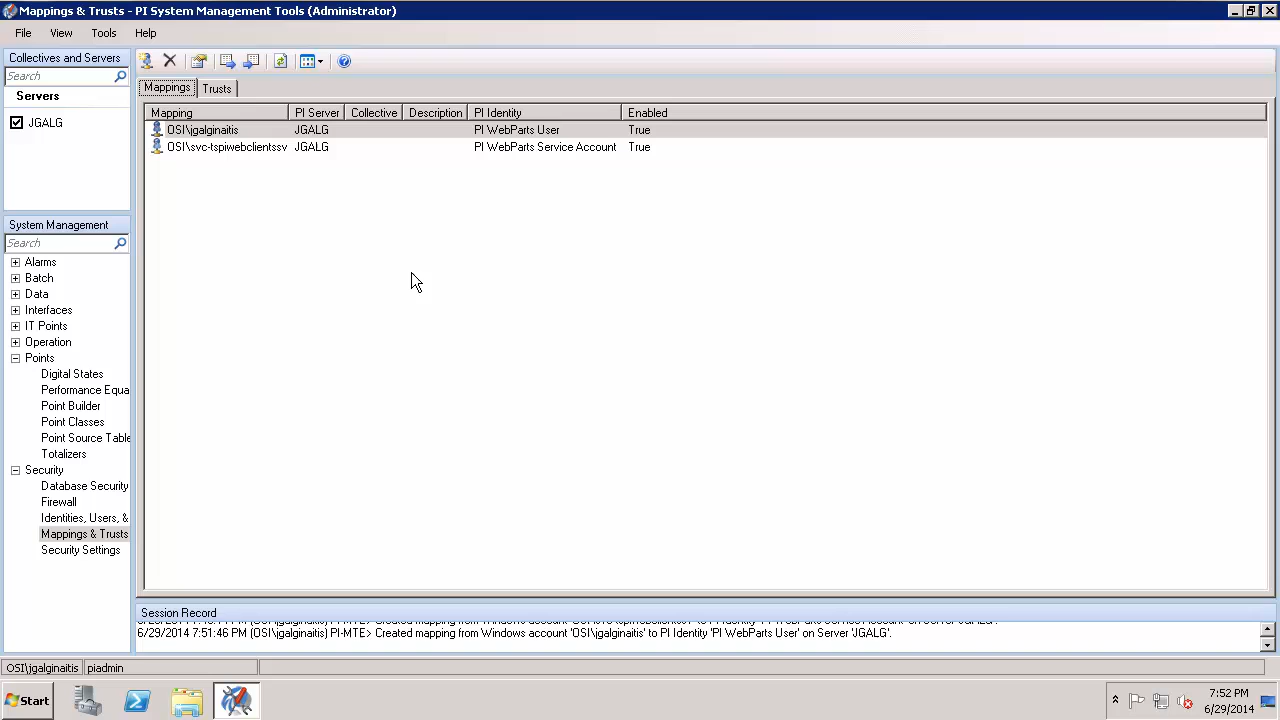 Mappings & Trusts - PI System Management Tools (Administrator)
File View Tools Help
Collectives and Servers
Search
Servers
JGALG
System Management
Search
Alarms
Batch
Data
Interfaces
IT Points
Operation
Points
Digital States
Performance Equa
Point Builder
Point Classes
Point Source Table
Totalizers
Security
Database Security
Firewall
Identities, Users, &
Mappings & Trusts
Security Settings
Mappings Trusts
Mapping PI Server Collective Description PI Identity Enabled
OSI\jgalginaitis JGALG PI WebParts User True
OSI\svc-tspiwebclientssv JGALG PI WebParts Service Account True
Session Record
6/29/2014 7:51:46 PM (OSI\jgalginaitis) PI-MTE> Created mapping from Windows account 'OSI\jgalginaitis' to PI Identity 'PI WebParts User' on Server 'JGALG'.
OSI\jgalginaitis piadmin
Start
7:52 PM
6/29/2014